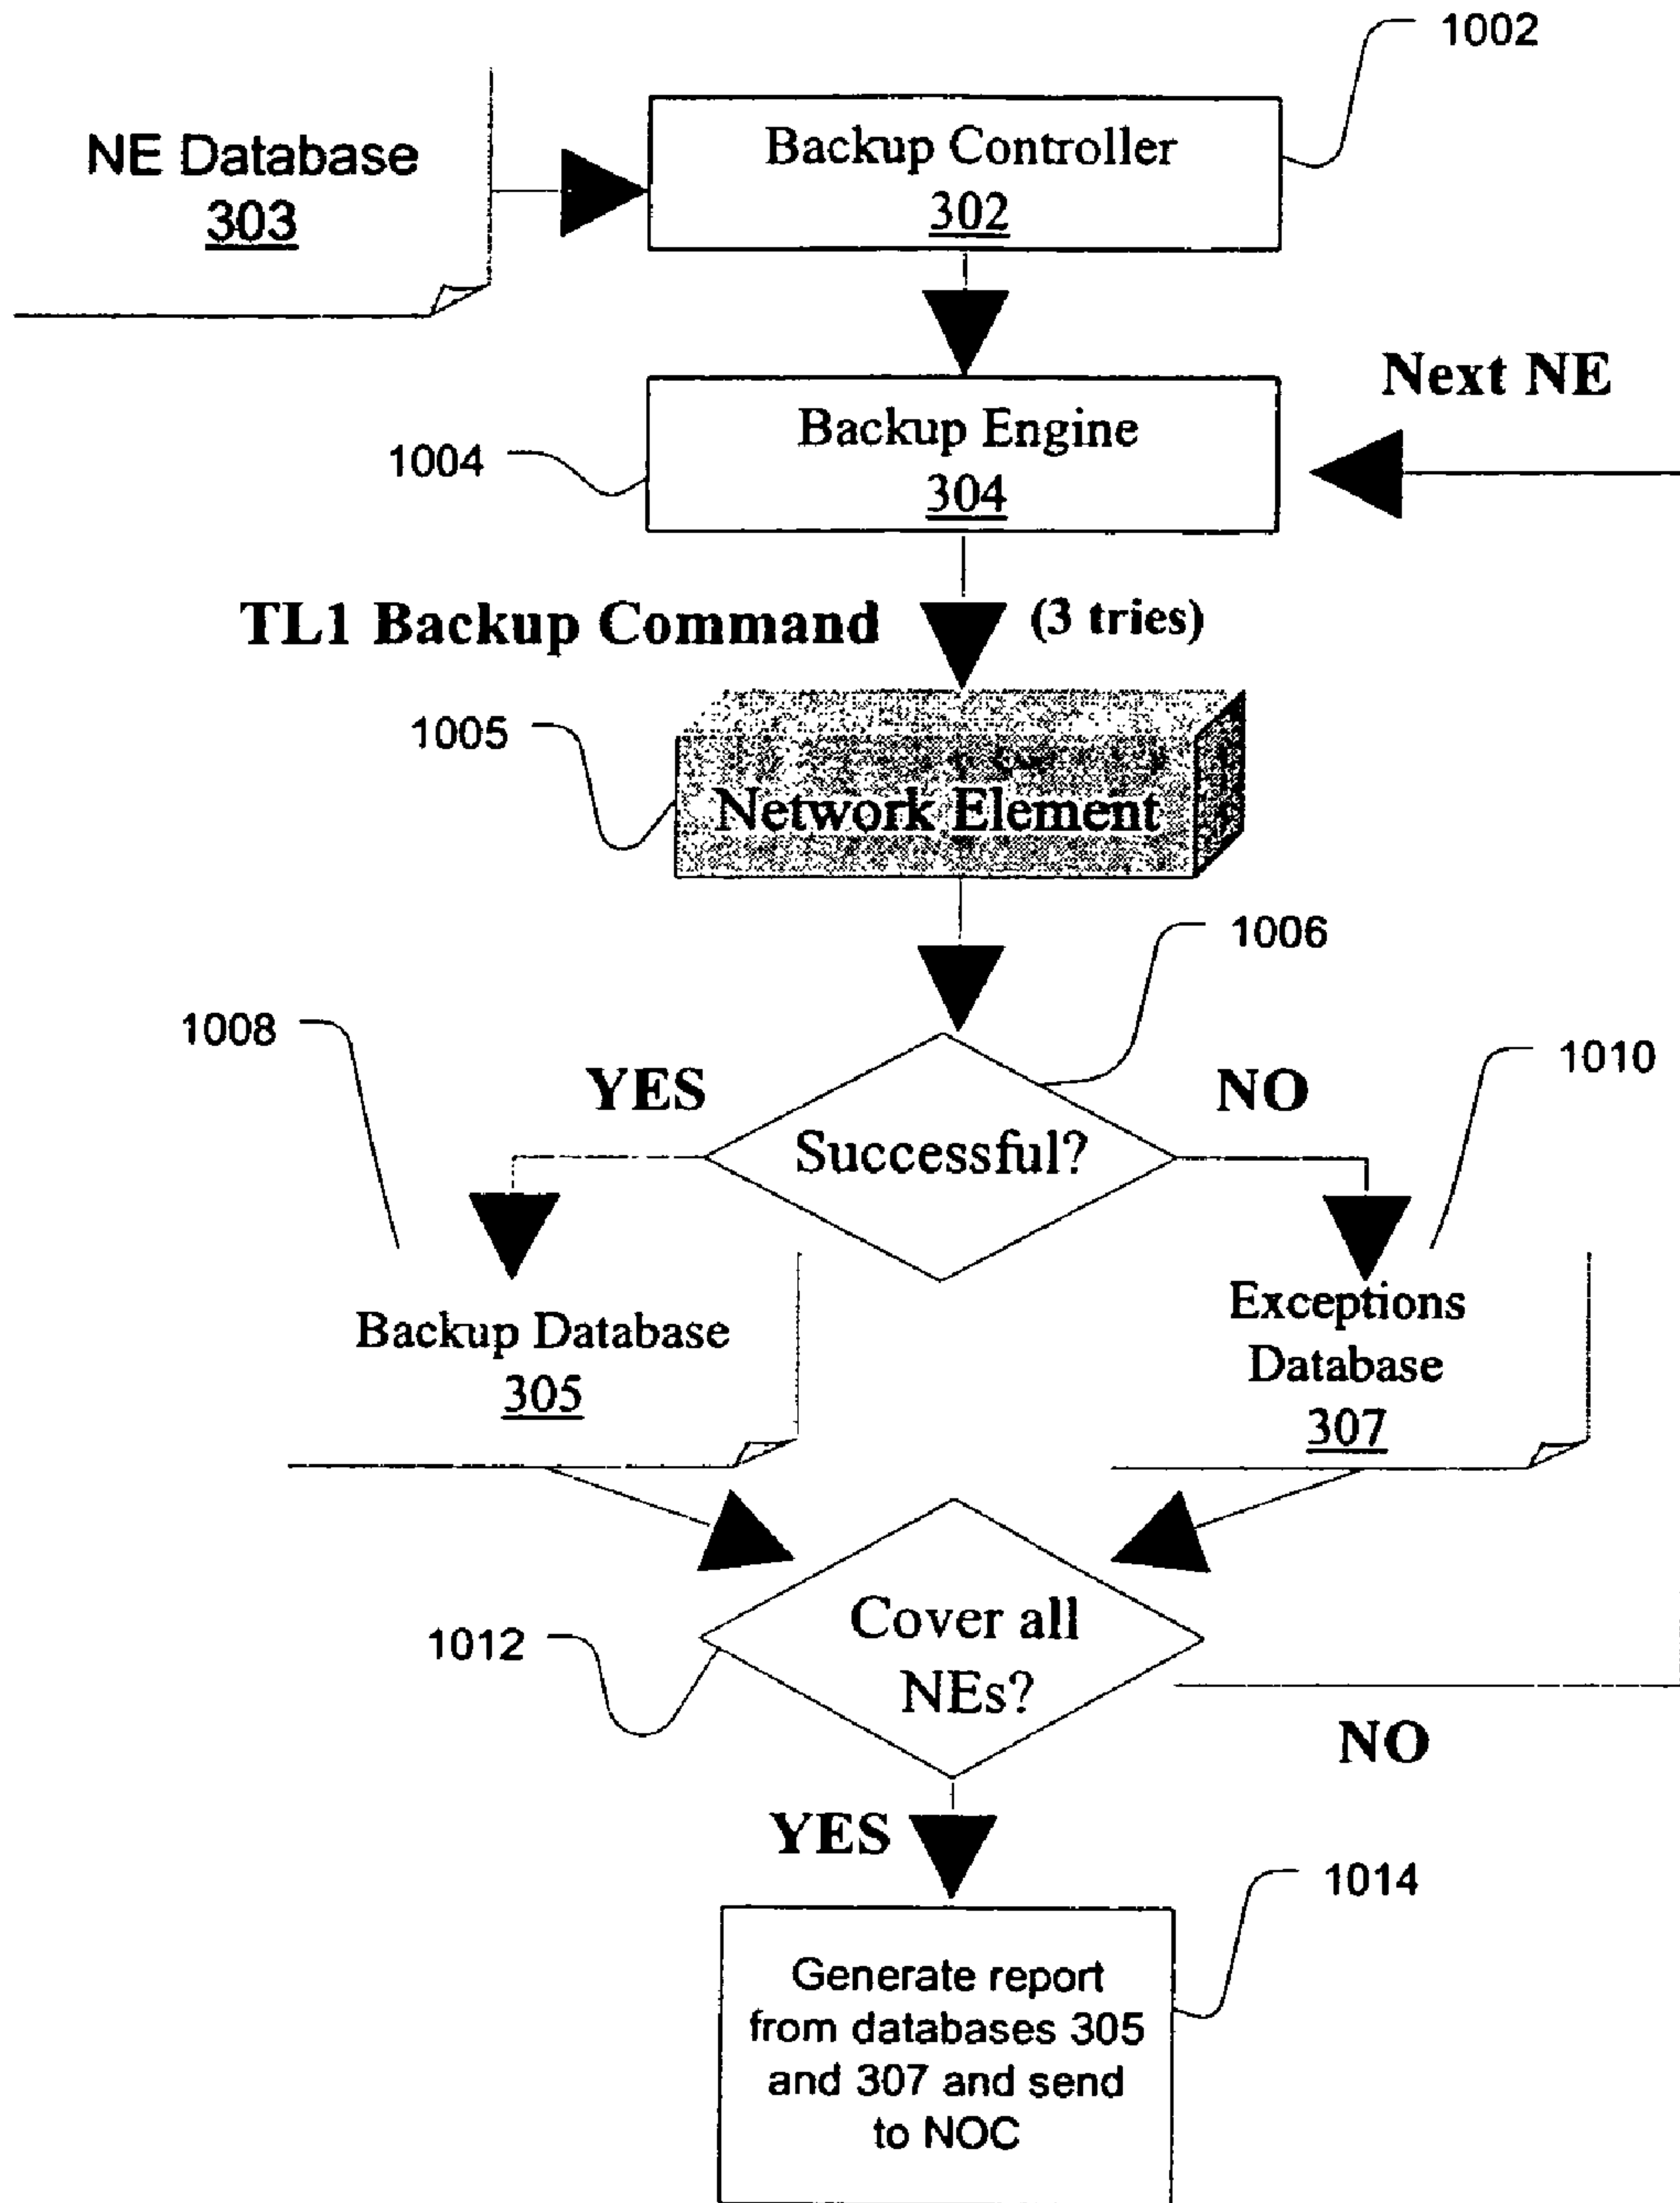 1002
NE Database
303
Backup Controller
302
Next NE
Backup Engine
304
1004
TL1 Backup Command
(3 tries)
1005
Network Element
1006
1008
1010
YES
NO
Successful?
Backup Database
305
Exceptions
Database
307
Cover all
NEs?
1012
NO
YES
1014
Generate report
from databases 305
and 307 and send
to NOC